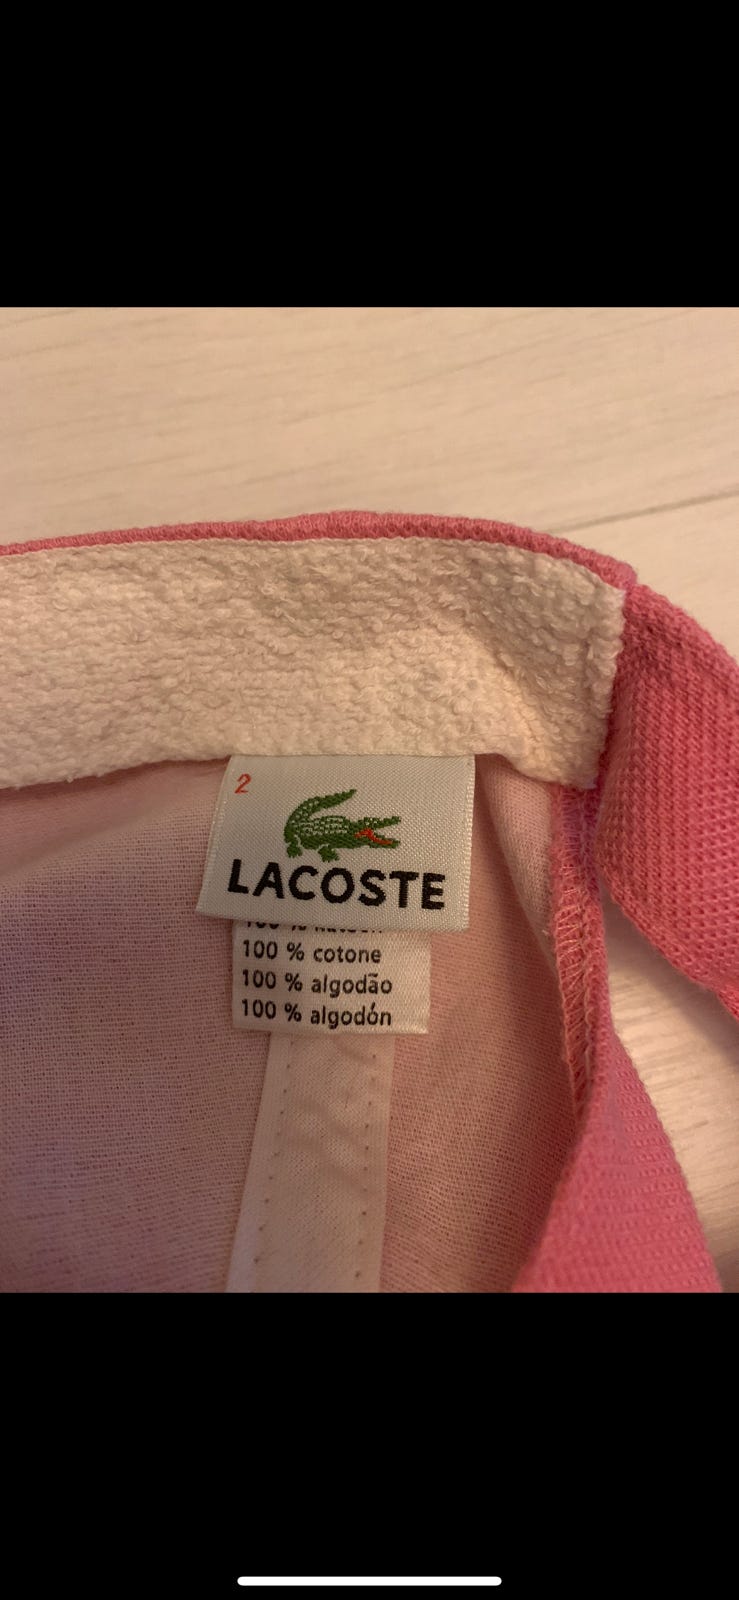 2
LACOSTE
100 % cotone
100 % algodão
100 % algodón